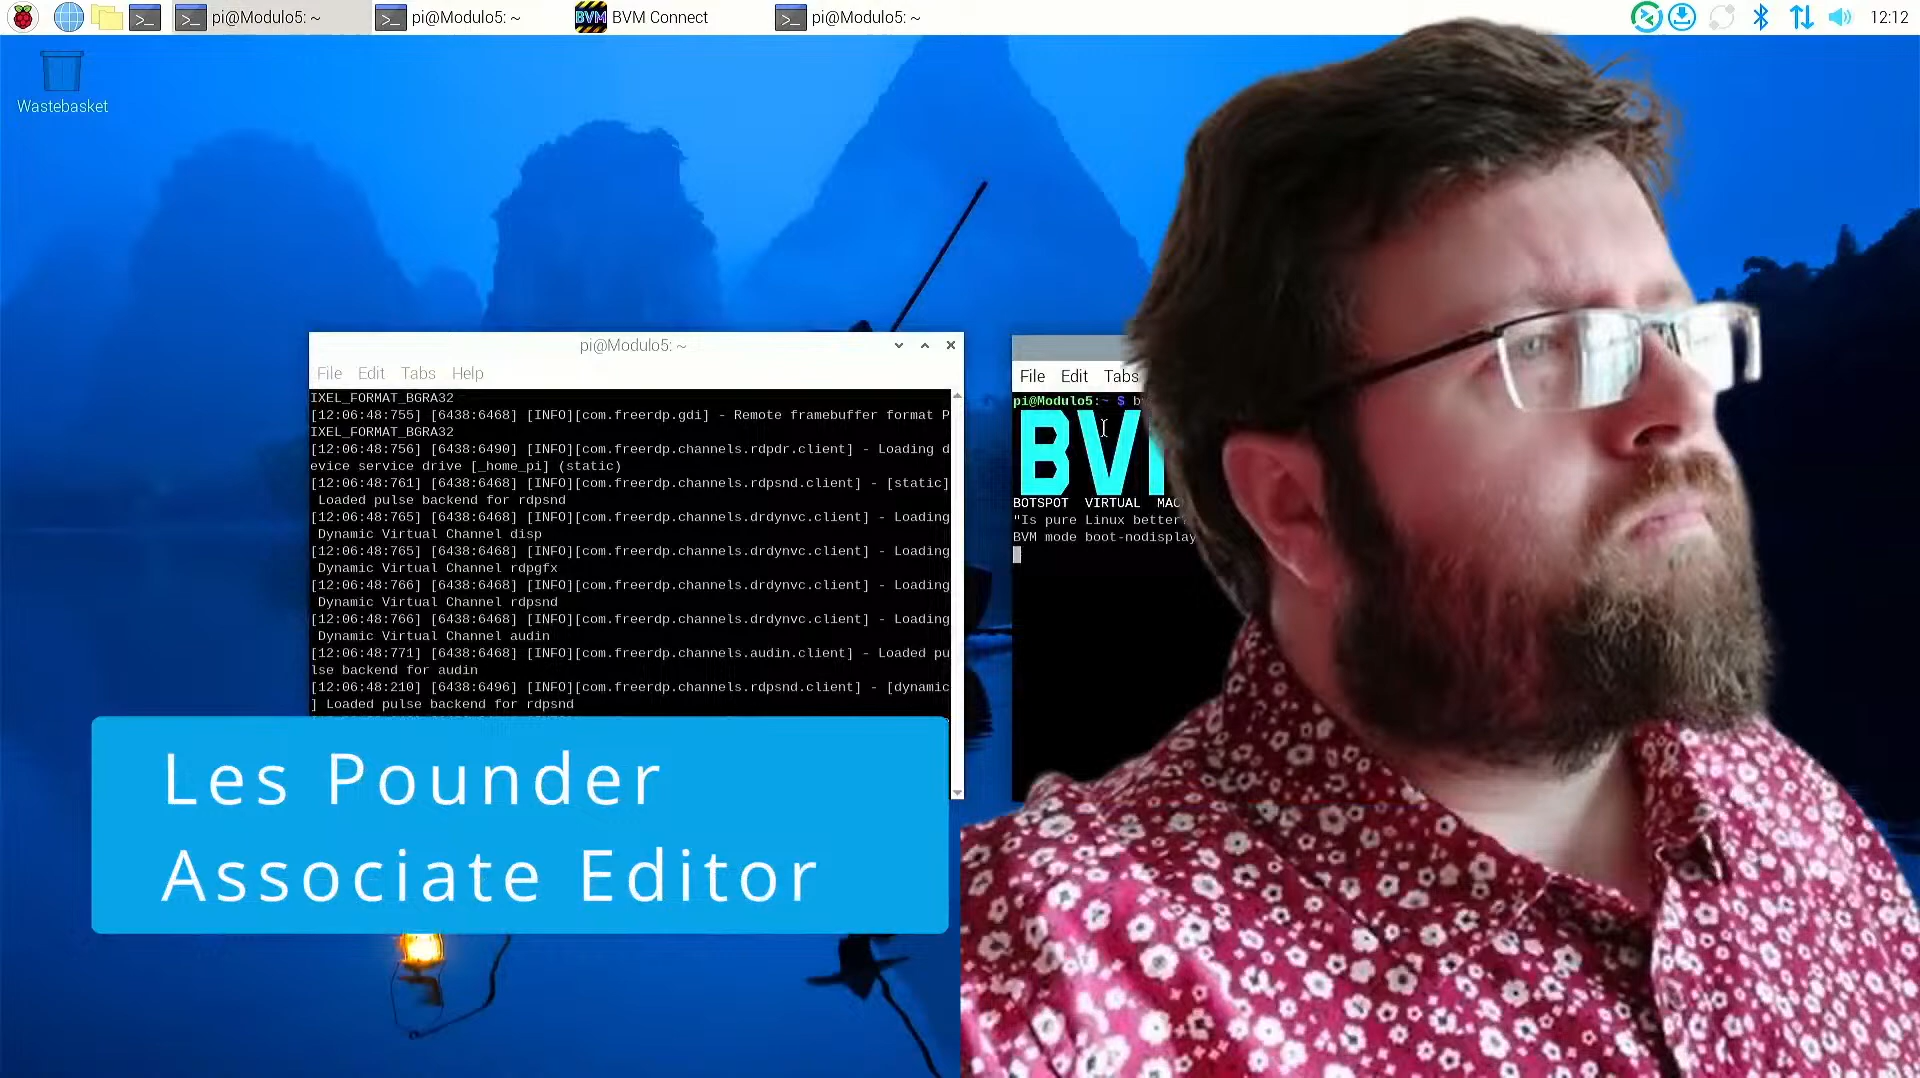 pi@Modulo5: ~
pi@Modulo5: ~
BVM
BVM Connect
pi@Modulo5: ~
12:12
Wastebasket
pi@Modulo5: ~
File Edit Tabs Help
IXEL_FORMAT_BGRA32
[12:06:48:755] [6438:6468] [INFO][com.freerdp.gdi] - Remote framebuffer format P
IXEL_FORMAT_BGRA32
[12:06:48:756] [6438:6490] [INFO][com.freerdp.channels.rdpdr.client] - Loading d
evice service drive [_home_pi] (static)
[12:06:48:761] [6438:6468] [INFO][com.freerdp.channels.rdpsnd.client] - [static]
Loaded pulse backend for rdpsnd
[12:06:48:765] [6438:6468] [INFO][com.freerdp.channels.drdynvc.client] - Loading
Dynamic Virtual Channel disp
[12:06:48:765] [6438:6468] [INFO][com.freerdp.channels.drdynvc.client] - Loading
Dynamic Virtual Channel rdpgfx
[12:06:48:766] [6438:6468] [INFO][com.freerdp.channels.drdynvc.client] - Loading
Dynamic Virtual Channel rdpsnd
[12:06:48:766] [6438:6468] [INFO][com.freerdp.channels.drdynvc.client] - Loading
Dynamic Virtual Channel audin
[12:06:48:771] [6438:6468] [INFO][com.freerdp.channels.audin.client] - Loaded pu
lse backend for audin
[12:06:48:210] [6438:6496] [INFO][com.freerdp.channels.rdpsnd.client] - [dynamic
] Loaded pulse backend for rdpsnd
File Edit Tabs
pi@Modulo5:~ $ b
BV
BOTSPOT VIRTUAL MAC
"Is pure Linux better
BVM mode boot-nodisplay
Les Pounder
Associate Editor